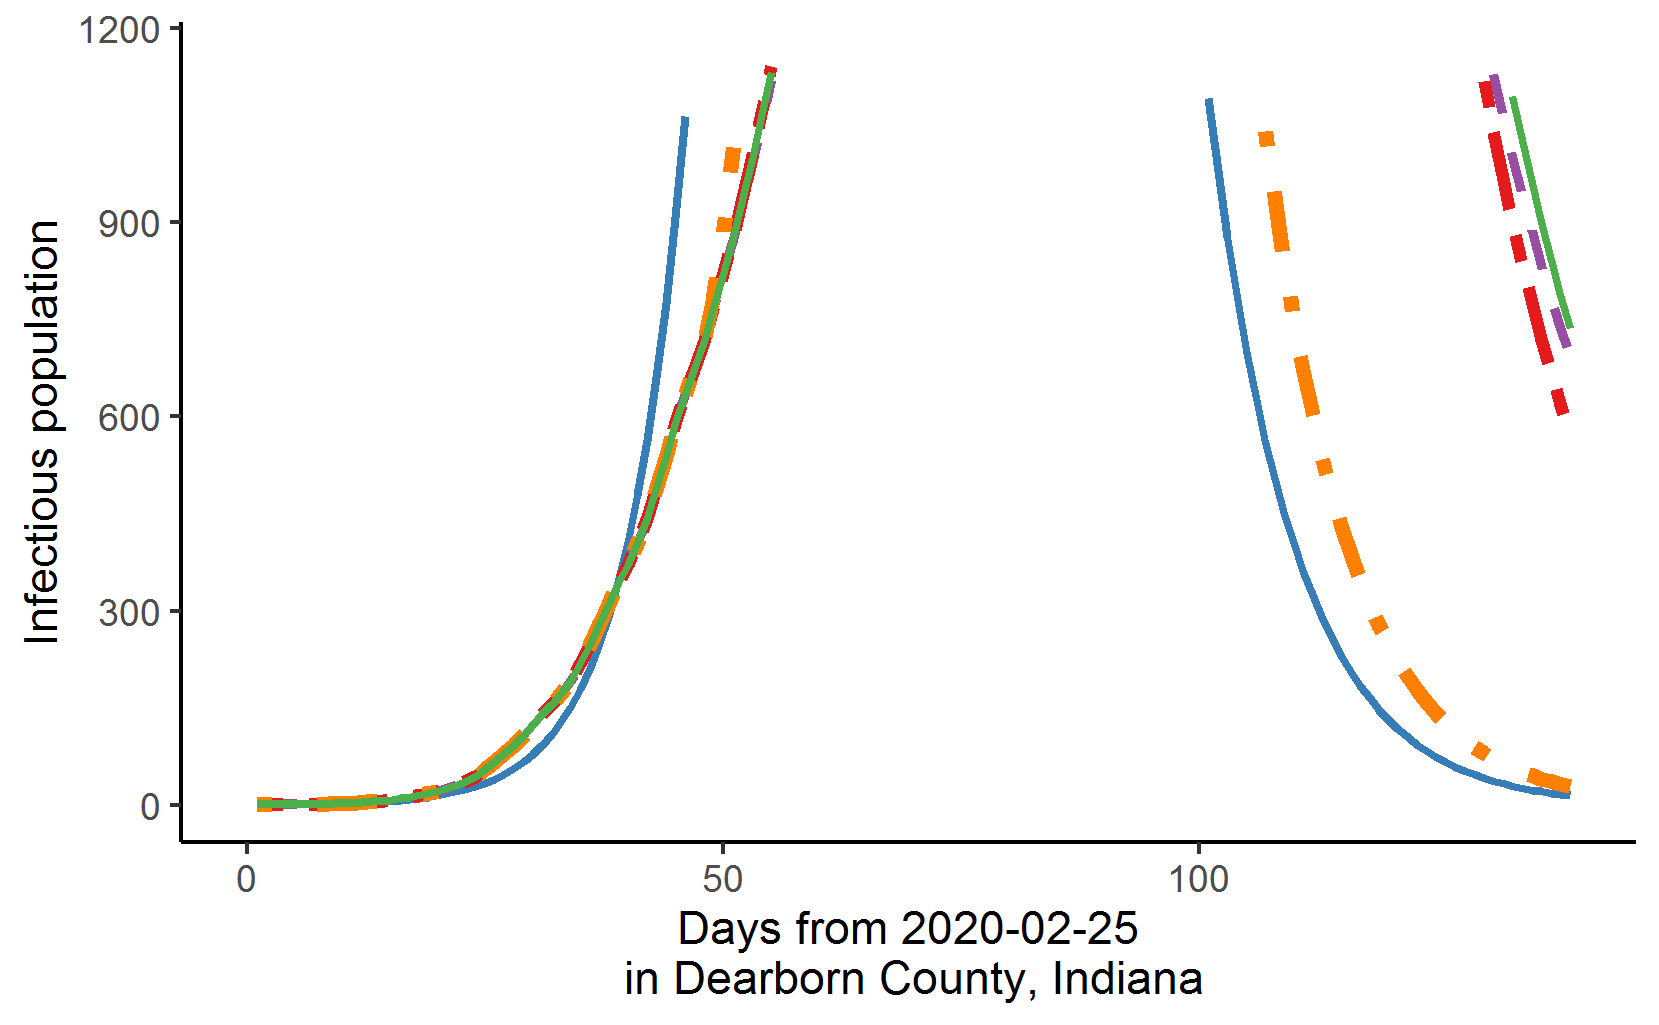 1200
900
600
300
0
Infectious population
0 50 100
Days from 2020-02-25
in Dearborn County, Indiana